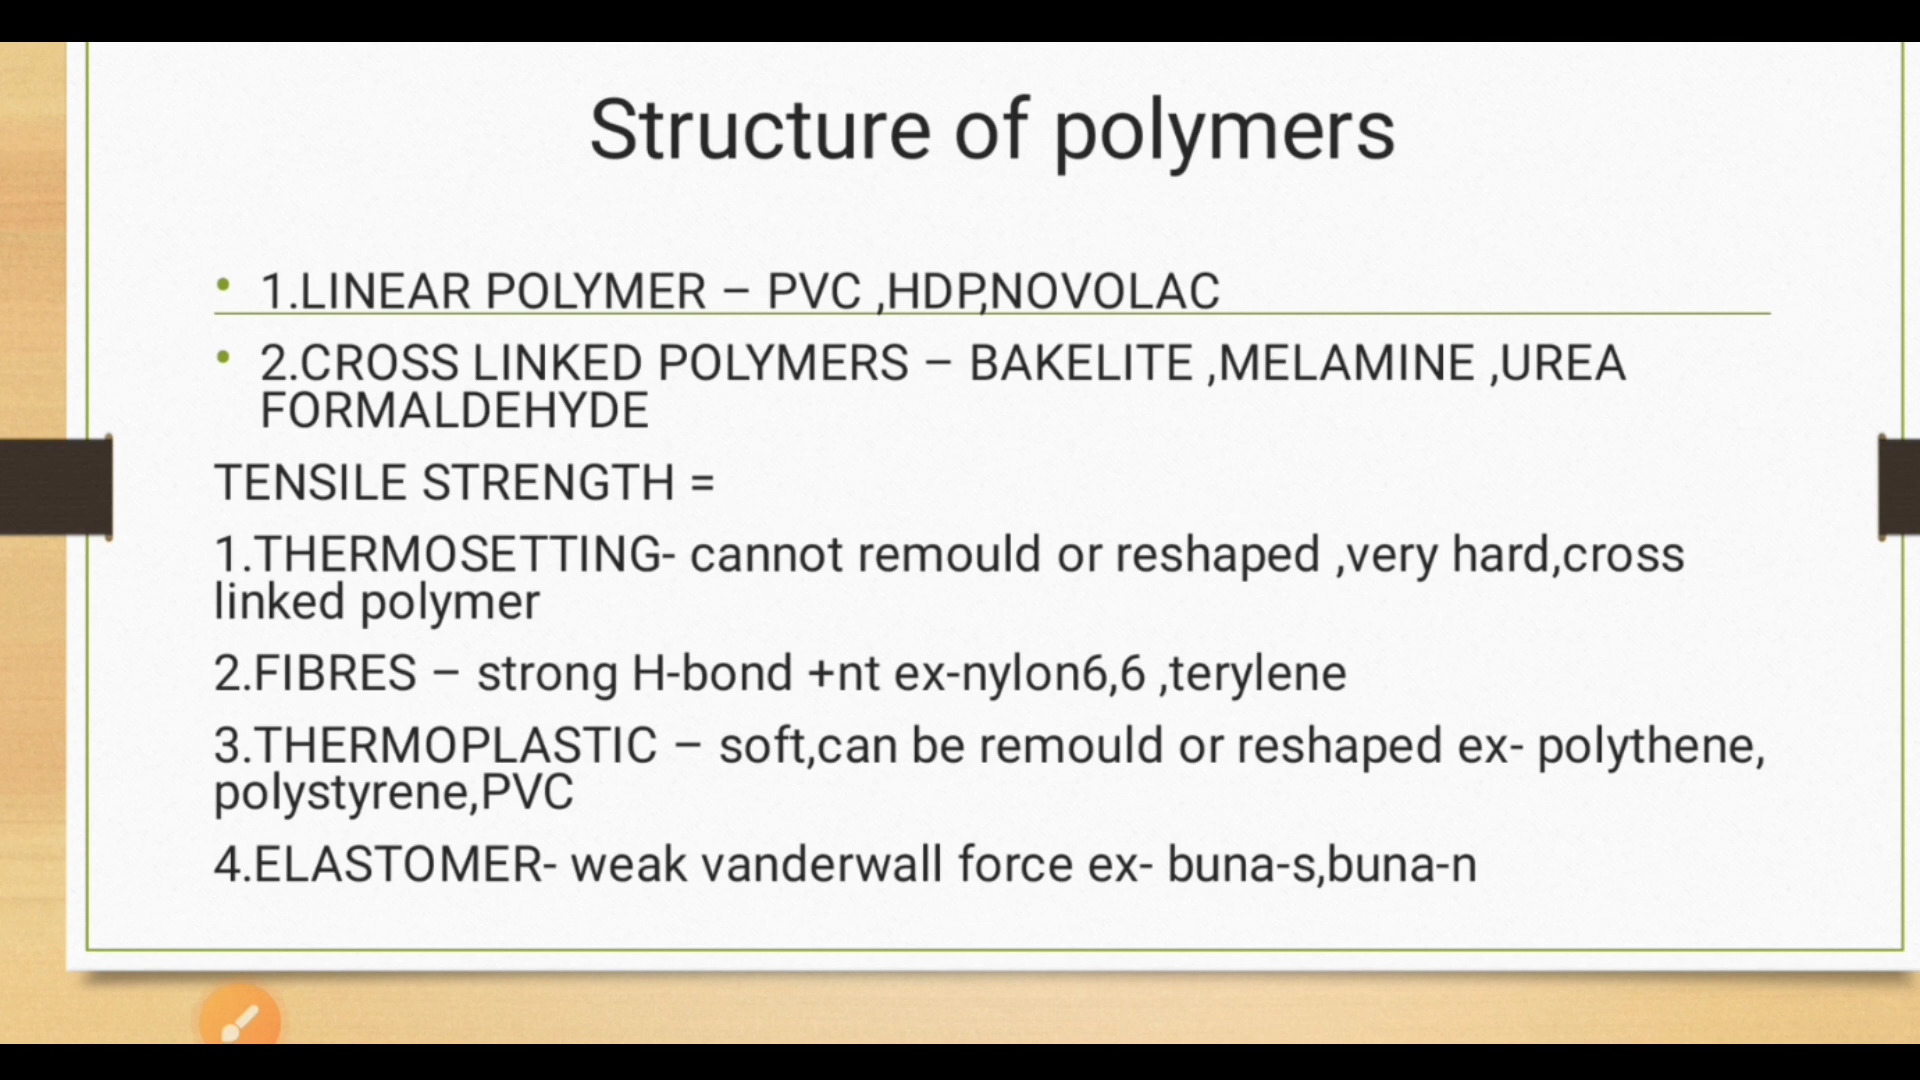 Structure of polymers
• 1.LINEAR POLYMER – PVC ,HDP,NOVOLAC
• 2.CROSS LINKED POLYMERS – BAKELITE ,MELAMINE ,UREA
FORMALDEHYDE
TENSILE STRENGTH =
1.THERMOSETTING- cannot remould or reshaped ,very hard,cross
linked polymer
2.FIBRES – strong H-bond +nt ex-nylon6,6 ,terylene
3.THERMOPLASTIC – soft,can be remould or reshaped ex- polythene,
polystyrene,PVC
4.ELASTOMER- weak vanderwall force ex- buna-s,buna-n